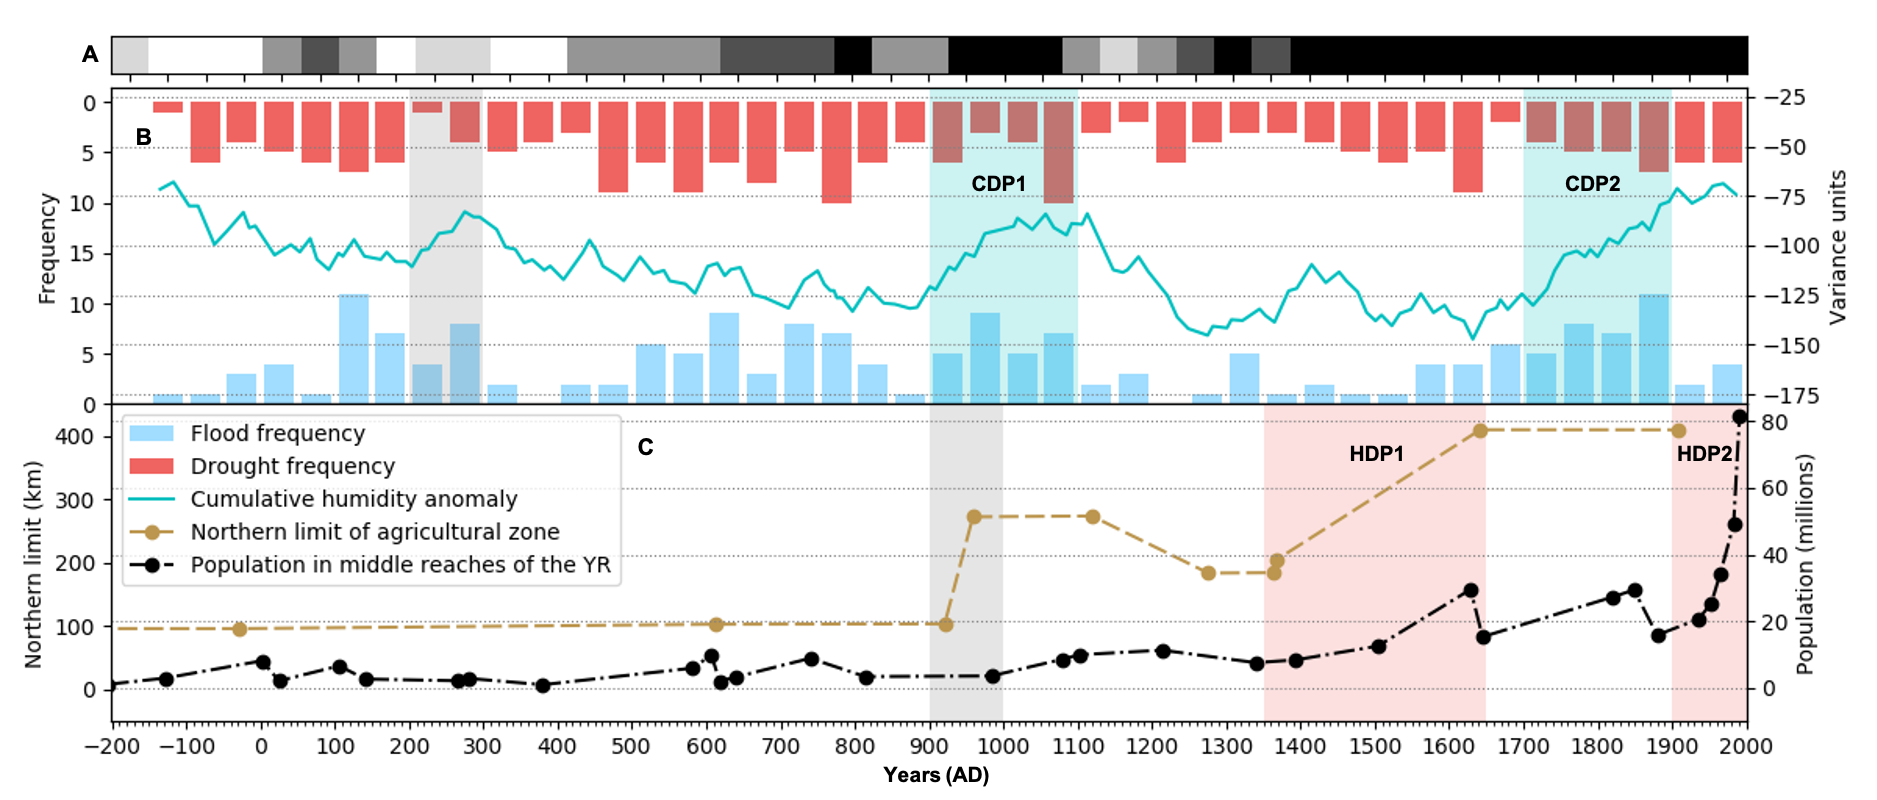 A
B
0
5
10
15
10
5
0
Frequency
CDP1
CDP2
−25
−50
−75
−100
−125
−150
−175
Variance units
C
HDP1
HDP2
Flood frequency
Drought frequency
Cumulative humidity anomaly
Northern limit of agricultural zone
Population in middle reaches of the YR
400
300
200
100
0
Northern limit (km)
80
60
40
20
0
Population (millions)
−200 −100 0 100 200 300 400 500 600 700 800 900 1000 1100 1200 1300 1400 1500 1600 1700 1800 1900 2000
Years (AD)